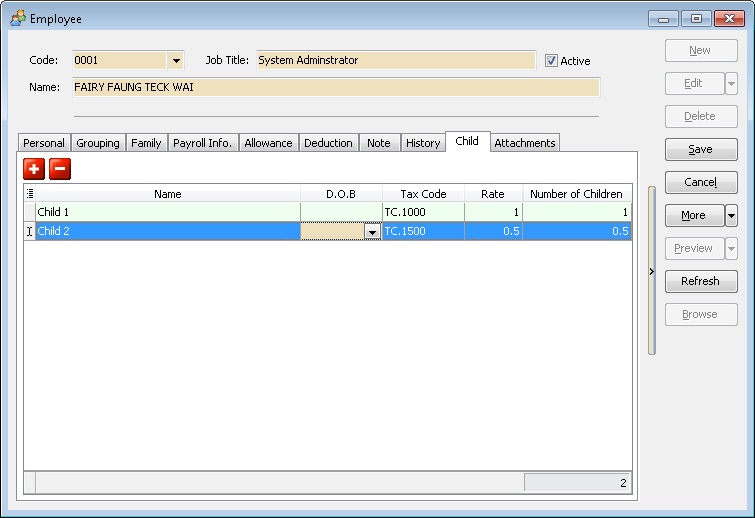 Employee
Code: 0001 Job Title: System Adminstrator Active
Name: FAIRY FAUNG TECK WAI
Personal Grouping Family Payroll Info. Allowance Deduction Note History Child Attachments
Name D.O.B Tax Code Rate Number of Children
Child 1 TC.1000 1 1
Child 2 TC.1500 0.5 0.5
2
New
Edit
Delete
Save
Cancel
More
Preview
Refresh
Browse